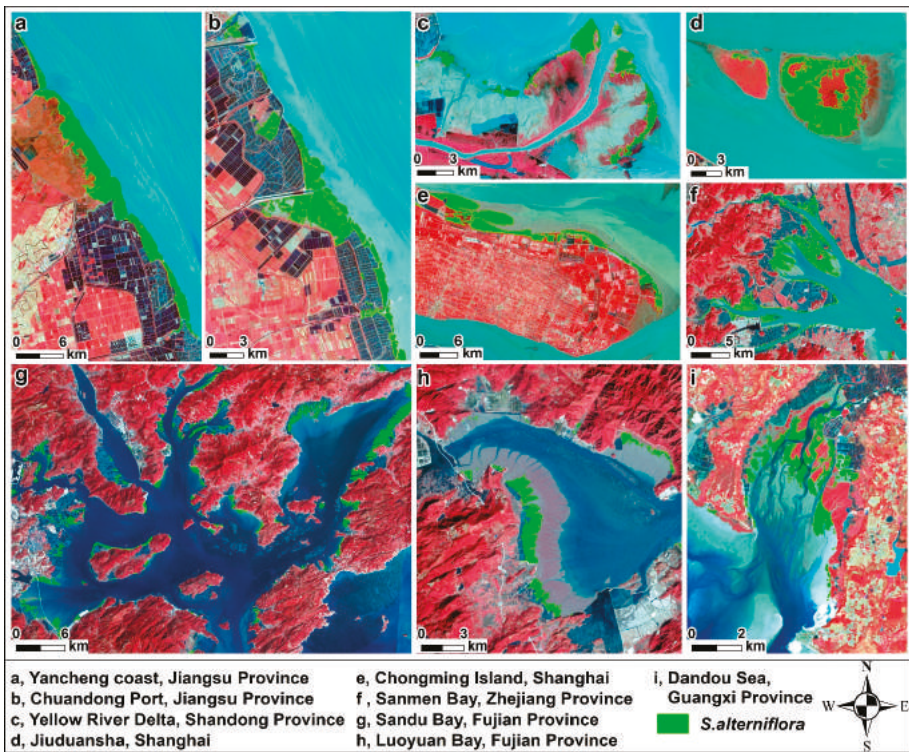 a
b
c
d
0 6
km
0 3
km
0 3
km
0 3
km
e
f
0 6
km
0 5
km
g
h
i
0 6
km
0 3
km
0 2
km
a, Yancheng coast, Jiangsu Province
b, Chuandong Port, Jiangsu Province
c, Yellow River Delta, Shandong Province
d, Jiuduansha, Shanghai
e, Chongming Island, Shanghai
f , Sanmen Bay, Zhejiang Province
g, Sandu Bay, Fujian Province
h, Luoyuan Bay, Fujian Province
i, Dandou Sea,
Guangxi Province
S.alterniflora
N
W E
S